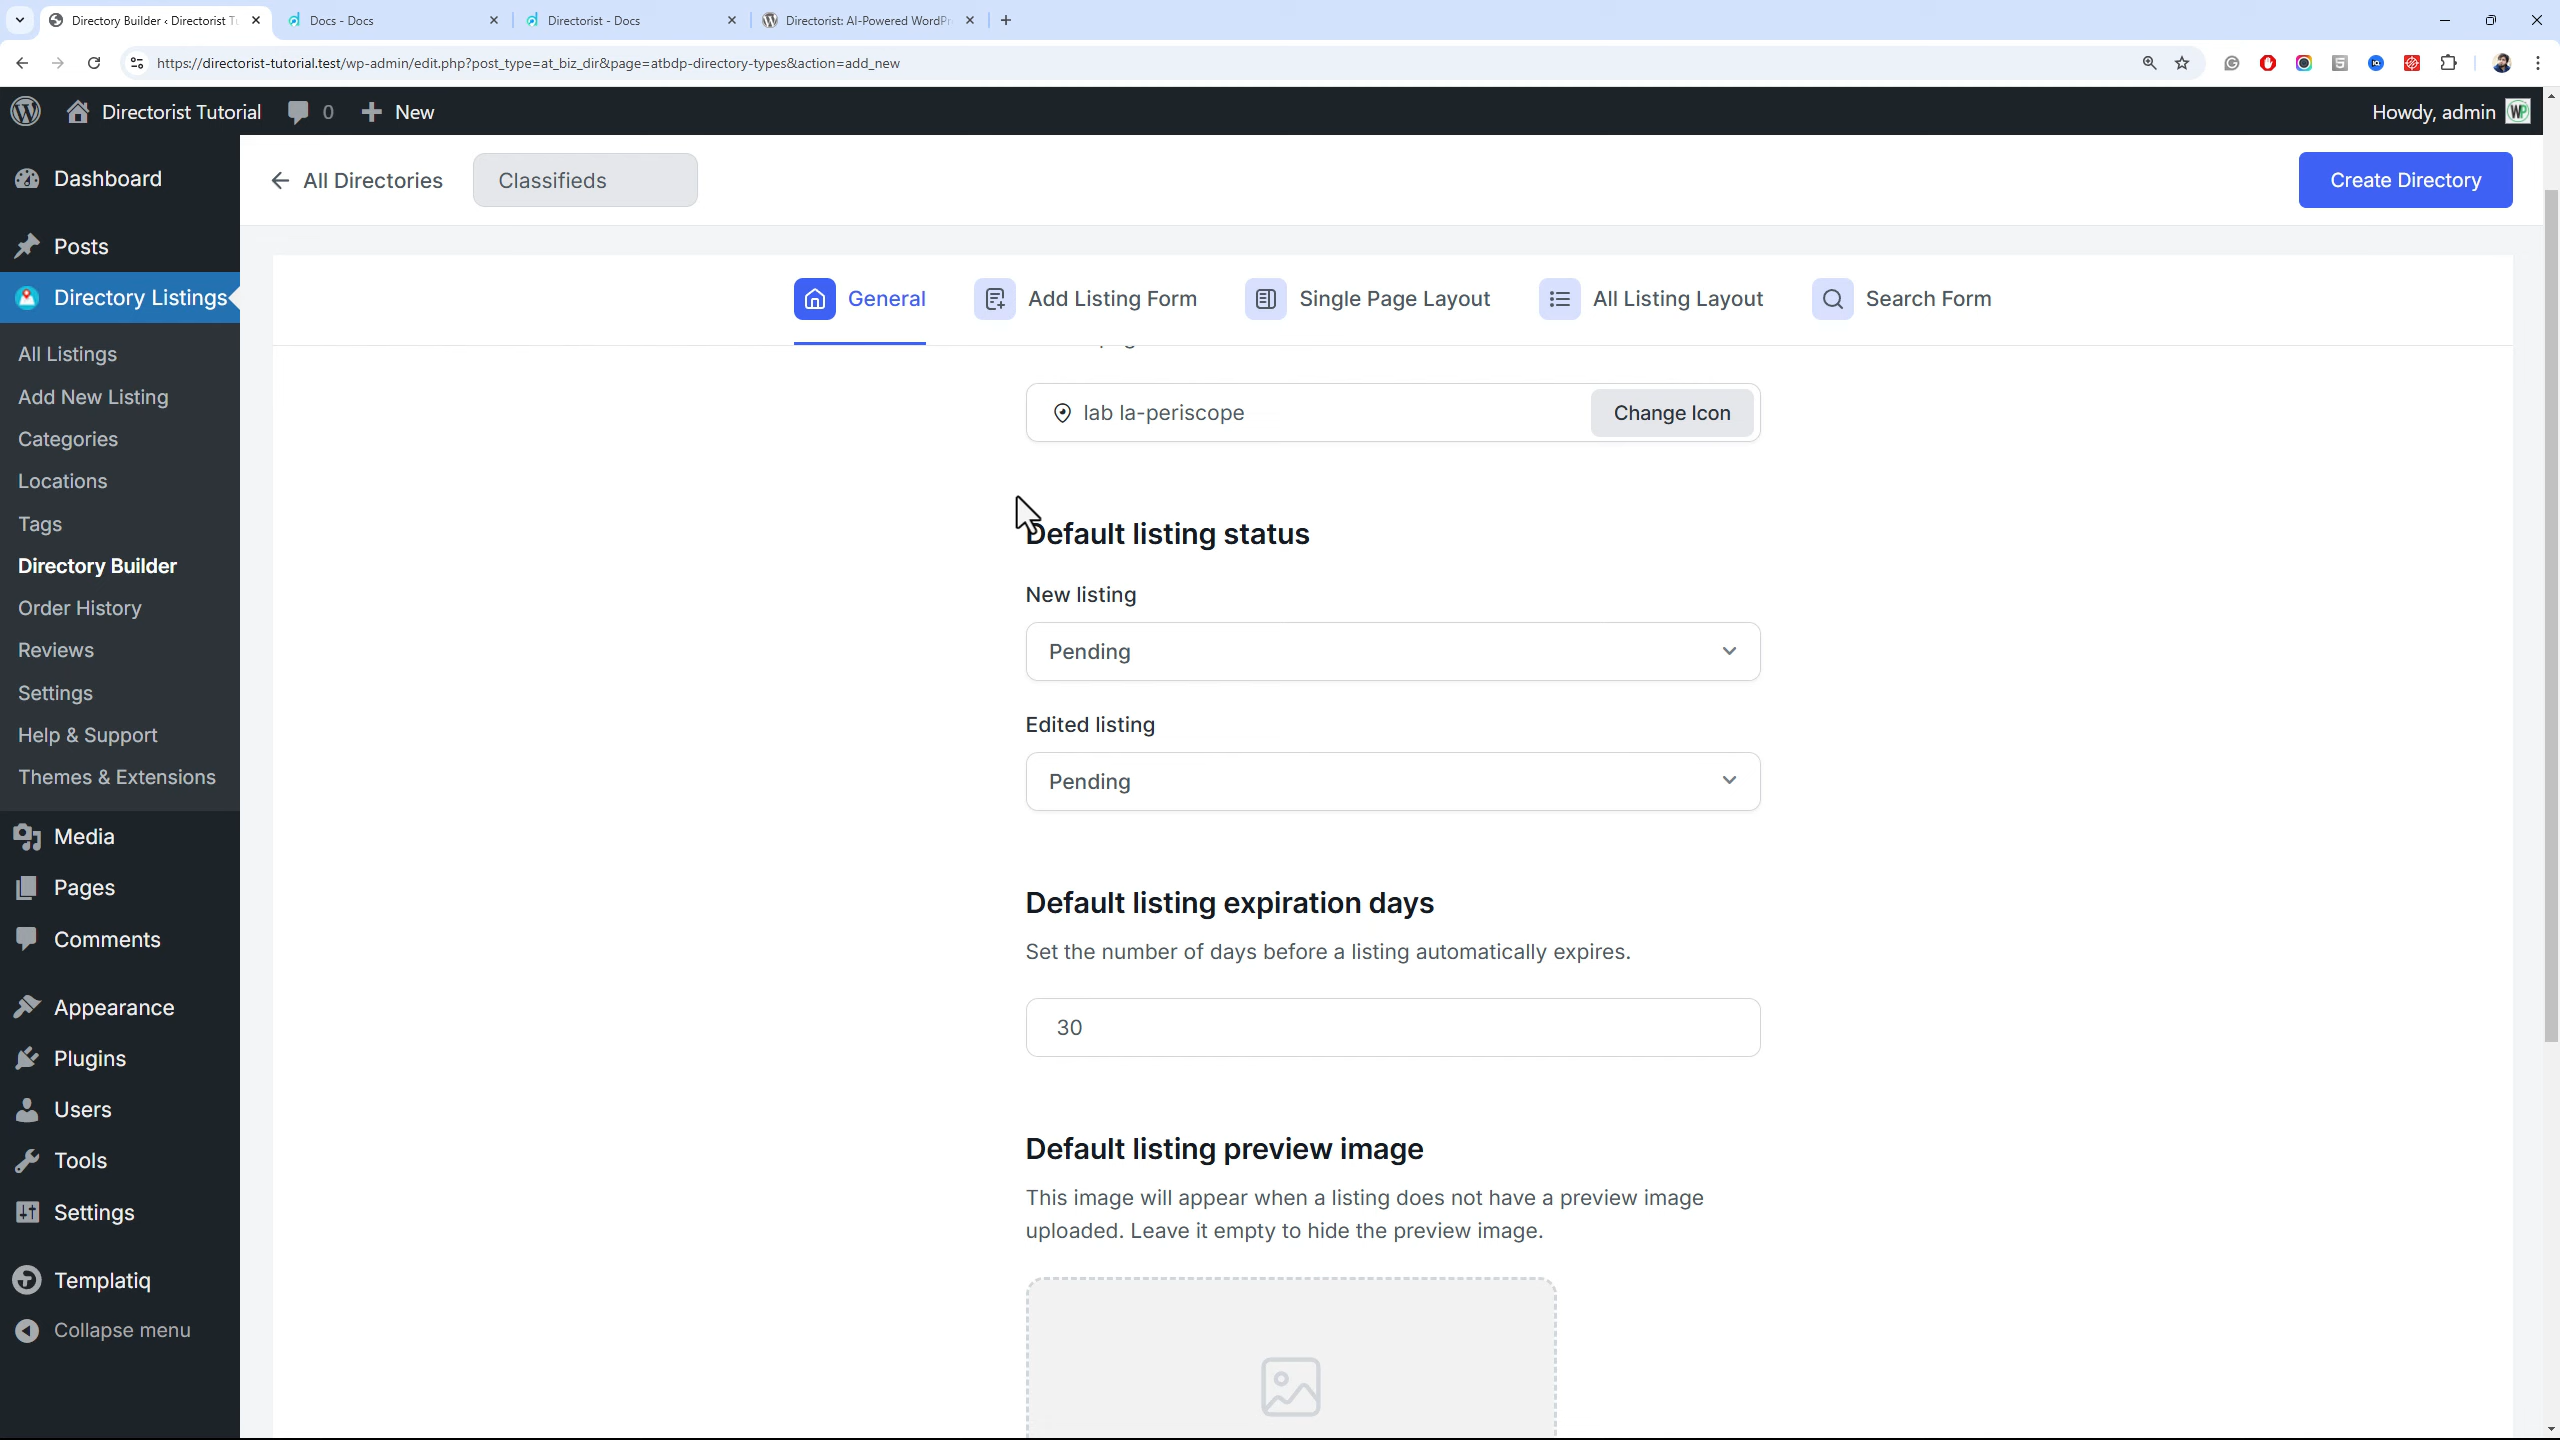 Directory Builder ‹ Directorist Tu
Docs - Docs
Directorist - Docs
Directorist: AI-Powered WordPr
https://directorist-tutorial.test/wp-admin/edit.php?post_type=at_biz_dir&page=atbdp-directory-types&action=add_new
Directorist Tutorial
0
New
Howdy, admin
Dashboard
Posts
Directory Listings
All Listings
Add New Listing
Categories
Locations
Tags
Directory Builder
Order History
Reviews
Settings
Help & Support
Themes & Extensions
Media
Pages
Comments
Appearance
Plugins
Users
Tools
Settings
Templatiq
Collapse menu
All Directories
Classifieds
Create Directory
General
Add Listing Form
Single Page Layout
All Listing Layout
Search Form
lab la-periscope
Change Icon
Default listing status
New listing
Pending
Edited listing
Pending
Default listing expiration days
Set the number of days before a listing automatically expires.
30
Default listing preview image
This image will appear when a listing does not have a preview image
uploaded. Leave it empty to hide the preview image.